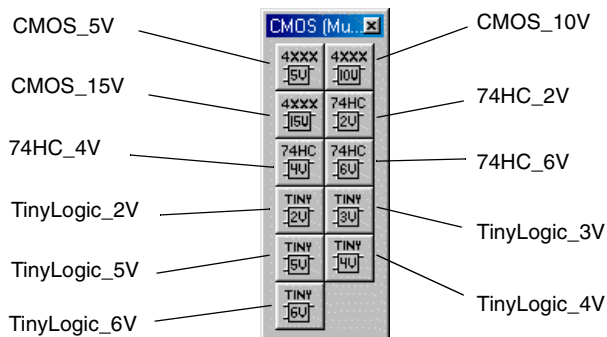 CMOS_5V
CMOS (Mu...
CMOS_10V
4XXX 5V
4XXX 10V
CMOS_15V
4XXX 15V
74HC 2V
74HC_2V
74HC_4V
74HC 4V
74HC 6V
74HC_6V
TinyLogic_2V
TINY 2V
TINY 3V
TinyLogic_3V
TinyLogic_5V
TINY 5V
TINY 4V
TinyLogic_4V
TinyLogic_6V
TINY 6V